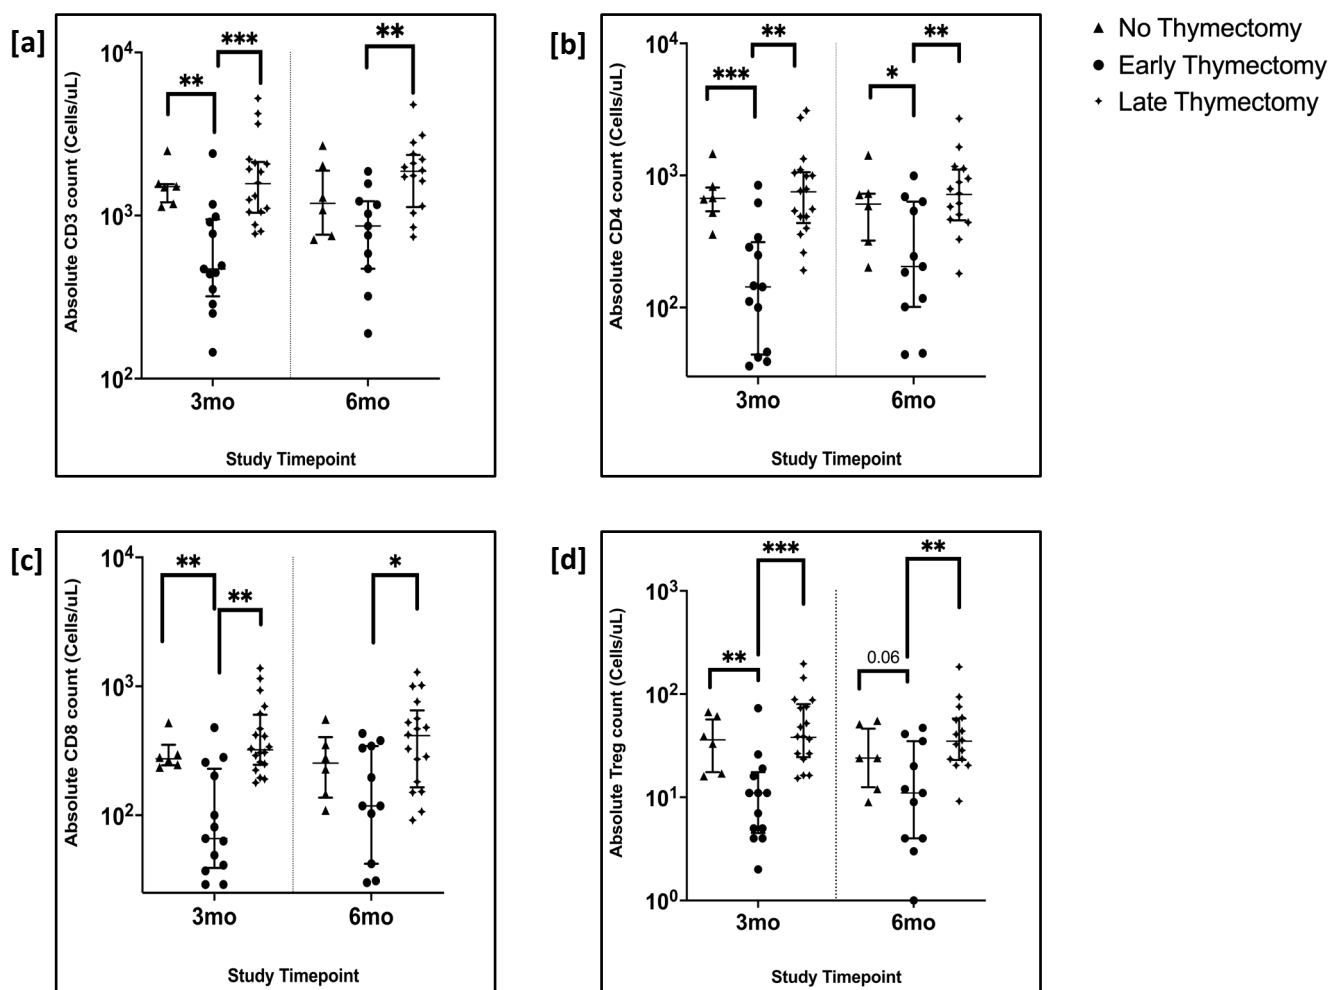 [a]
Absolute CD3 count (Cells/uL)
10⁴
10³
10²
**
***
**
3mo
6mo
Study Timepoint
[b]
Absolute CD4 count (Cells/uL)
10⁴
10³
10²
***
**
*
**
3mo
6mo
Study Timepoint
No Thymectomy
Early Thymectomy
Late Thymectomy
[c]
Absolute CD8 count (Cells/uL)
10⁴
10³
10²
**
**
*
3mo
6mo
Study Timepoint
[d]
Absolute Treg count (Cells/uL)
10³
10²
10¹
10⁰
**
***
0.06
**
3mo
6mo
Study Timepoint